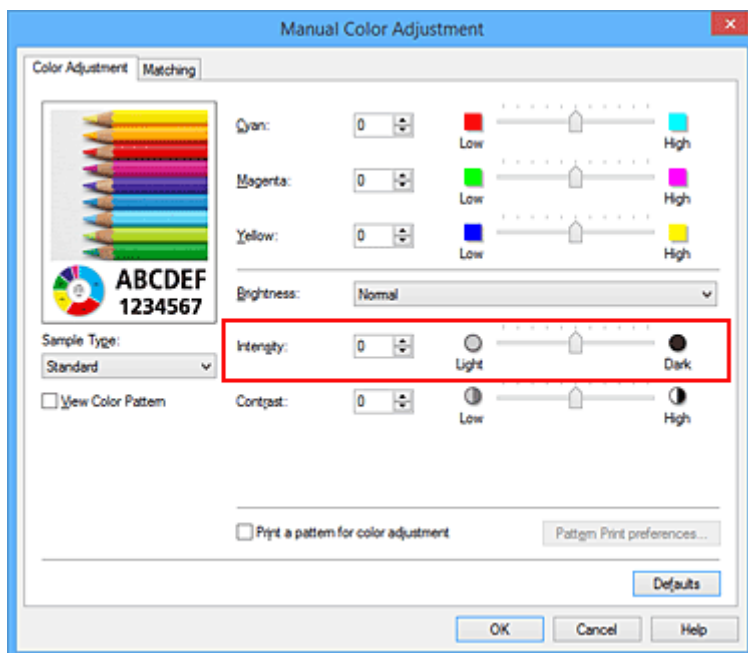 Manual Color Adjustment
Color Adjustment Matching
Cyan: 0 Low High
Magenta: 0 Low High
Yellow: 0 Low High
ABCDEF
1234567
Brightness: Normal
Sample Type:
Standard
Intensity: 0 Light Dark
View Color Pattern
Contrast: 0 Low High
Print a pattern for color adjustment Pattern Print preferences...
Defaults
OK Cancel Help